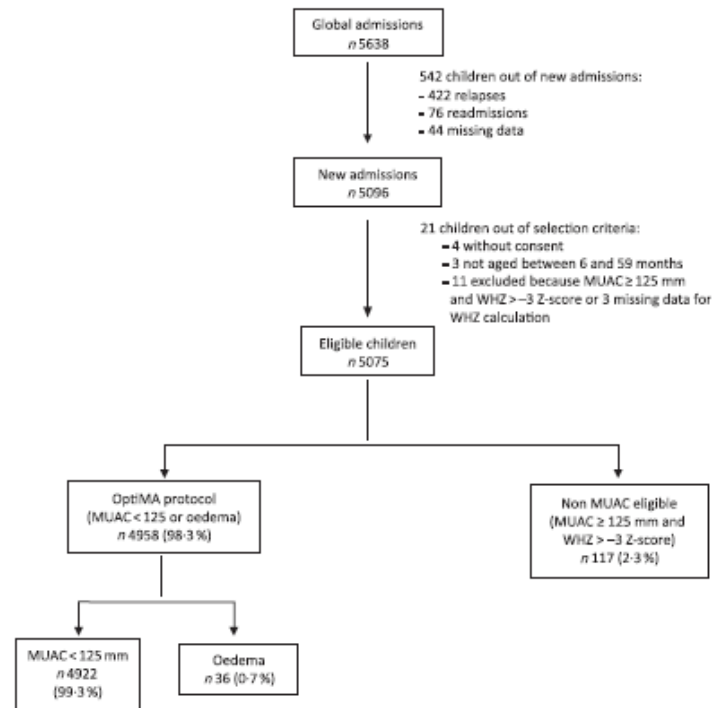 Global admissions
n 5638
542 children out of new admissions:
– 422 relapses
– 76 readmissions
– 44 missing data
New admissions
n 5096
21 children out of selection criteria:
– 4 without consent
– 3 not aged between 6 and 59 months
– 11 excluded because MUAC ≥ 125 mm
and WHZ > –3 Z-score or 3 missing data for
WHZ calculation
Eligible children
n 5075
OptiMA protocol
(MUAC < 125 or oedema)
n 4958 (98·3 %)
Non MUAC eligible
(MUAC ≥ 125 mm and
WHZ > –3 Z-score)
n 117 (2·3 %)
MUAC < 125 mm
n 4922
(99·3 %)
Oedema
n 36 (0·7 %)